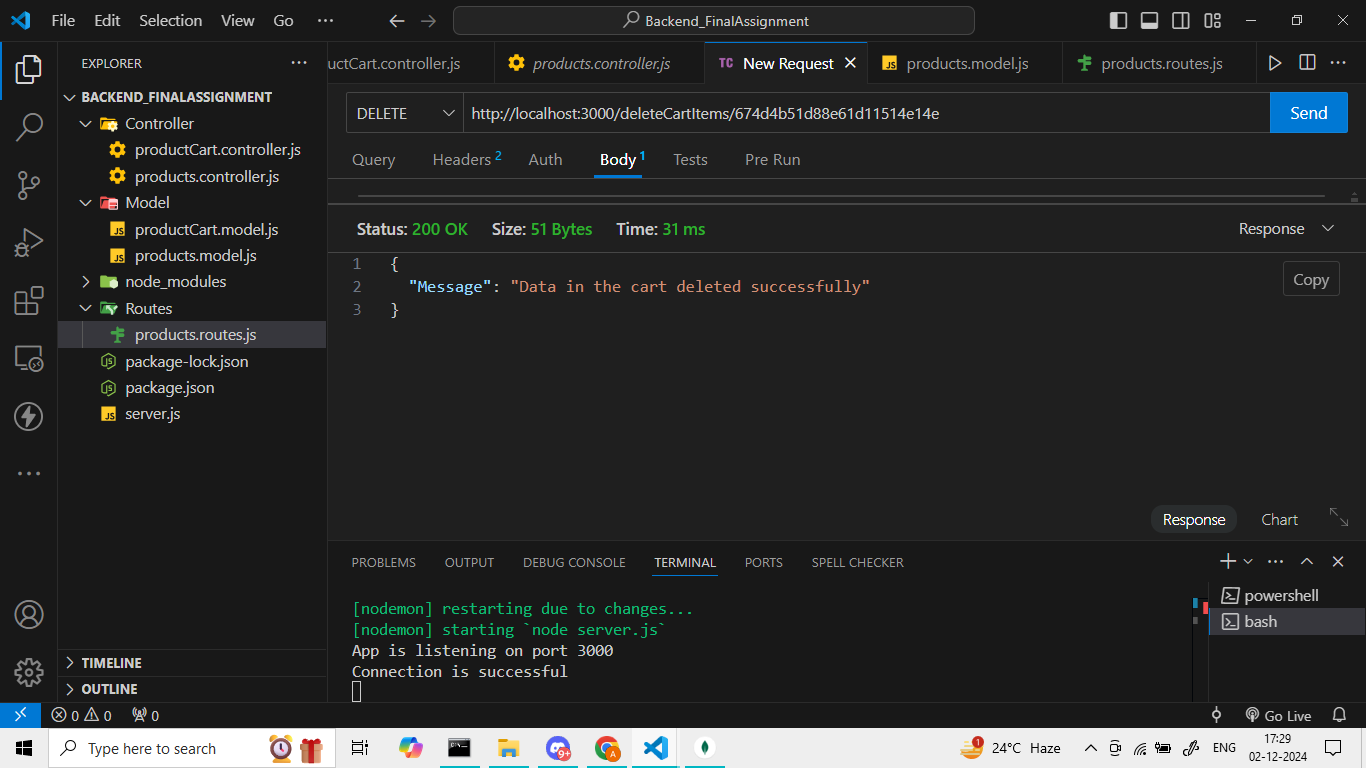 File Edit Selection View Go ···
Backend_FinalAssignment
EXPLORER
BACKEND_FINALASSIGNMENT
Controller
productCart.controller.js
products.controller.js
Model
productCart.model.js
products.model.js
node_modules
Routes
products.routes.js
package-lock.json
package.json
server.js
TIMELINE
OUTLINE
uctCart.controller.js products.controller.js TC New Request products.model.js products.routes.js
DELETE http://localhost:3000/deleteCartItems/674d4b51d88e61d11514e14e Send
Query Headers 2 Auth Body 1 Tests Pre Run
Status: 200 OK Size: 51 Bytes Time: 31 ms Response
1 {
2 "Message": "Data in the cart deleted successfully"
3 }
Copy
Response Chart
PROBLEMS OUTPUT DEBUG CONSOLE TERMINAL PORTS SPELL CHECKER
[nodemon] restarting due to changes...
[nodemon] starting `node server.js`
App is listening on port 3000
Connection is successful
powershell
bash
0 0 0 Go Live
Type here to search 9+ A 1 24°C Haze ENG 17:29
02-12-2024